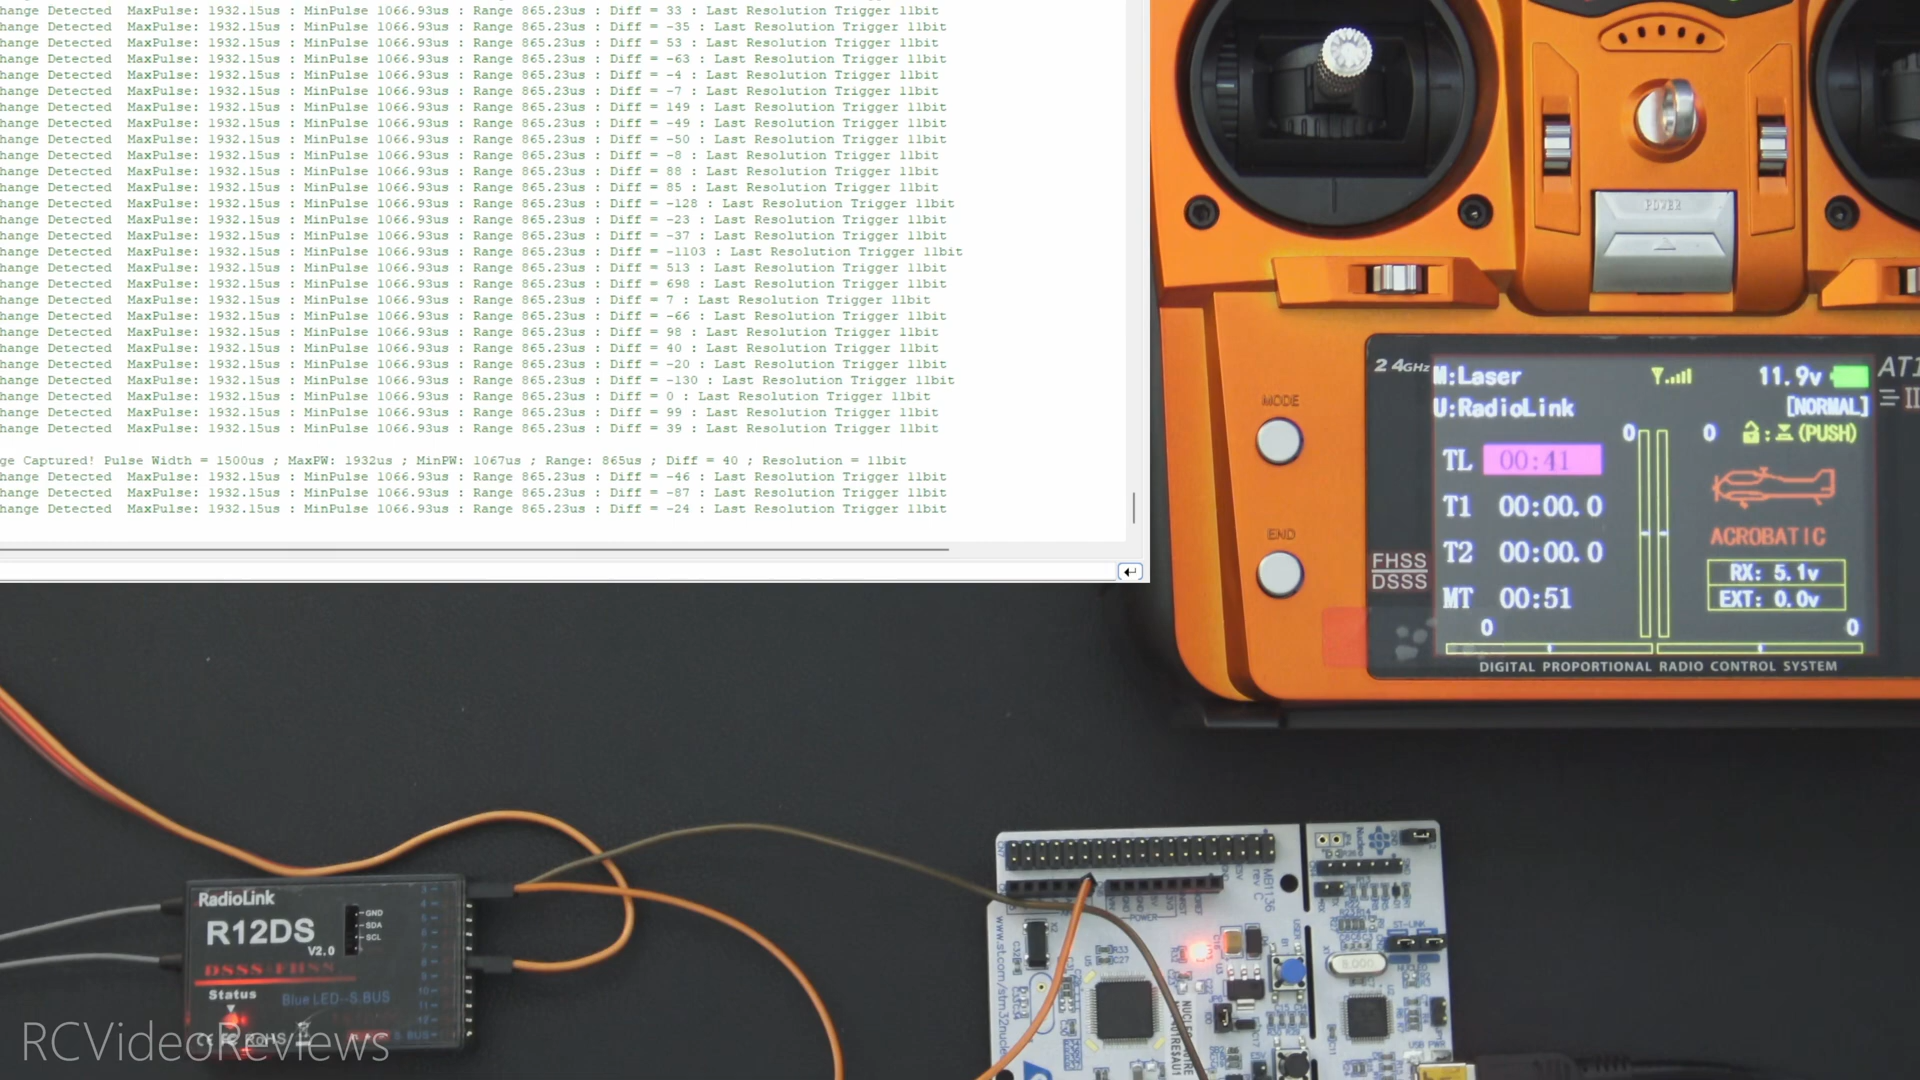 hange Detected  MaxPulse: 1932.15us : MinPulse 1066.93us : Range 865.23us : Diff = 33 : Last Resolution Trigger 11bit
hange Detected  MaxPulse: 1932.15us : MinPulse 1066.93us : Range 865.23us : Diff = -35 : Last Resolution Trigger 11bit
hange Detected  MaxPulse: 1932.15us : MinPulse 1066.93us : Range 865.23us : Diff = 53 : Last Resolution Trigger 11bit
hange Detected  MaxPulse: 1932.15us : MinPulse 1066.93us : Range 865.23us : Diff = -63 : Last Resolution Trigger 11bit
hange Detected  MaxPulse: 1932.15us : MinPulse 1066.93us : Range 865.23us : Diff = -4 : Last Resolution Trigger 11bit
hange Detected  MaxPulse: 1932.15us : MinPulse 1066.93us : Range 865.23us : Diff = -7 : Last Resolution Trigger 11bit
hange Detected  MaxPulse: 1932.15us : MinPulse 1066.93us : Range 865.23us : Diff = 149 : Last Resolution Trigger 11bit
hange Detected  MaxPulse: 1932.15us : MinPulse 1066.93us : Range 865.23us : Diff = -49 : Last Resolution Trigger 11bit
hange Detected  MaxPulse: 1932.15us : MinPulse 1066.93us : Range 865.23us : Diff = -50 : Last Resolution Trigger 11bit
hange Detected  MaxPulse: 1932.15us : MinPulse 1066.93us : Range 865.23us : Diff = -8 : Last Resolution Trigger 11bit
hange Detected  MaxPulse: 1932.15us : MinPulse 1066.93us : Range 865.23us : Diff = 88 : Last Resolution Trigger 11bit
hange Detected  MaxPulse: 1932.15us : MinPulse 1066.93us : Range 865.23us : Diff = 85 : Last Resolution Trigger 11bit
hange Detected  MaxPulse: 1932.15us : MinPulse 1066.93us : Range 865.23us : Diff = -128 : Last Resolution Trigger 11bit
hange Detected  MaxPulse: 1932.15us : MinPulse 1066.93us : Range 865.23us : Diff = -23 : Last Resolution Trigger 11bit
hange Detected  MaxPulse: 1932.15us : MinPulse 1066.93us : Range 865.23us : Diff = -37 : Last Resolution Trigger 11bit
hange Detected  MaxPulse: 1932.15us : MinPulse 1066.93us : Range 865.23us : Diff = -1103 : Last Resolution Trigger 11bit
hange Detected  MaxPulse: 1932.15us : MinPulse 1066.93us : Range 865.23us : Diff = 513 : Last Resolution Trigger 11bit
hange Detected  MaxPulse: 1932.15us : MinPulse 1066.93us : Range 865.23us : Diff = 698 : Last Resolution Trigger 11bit
hange Detected  MaxPulse: 1932.15us : MinPulse 1066.93us : Range 865.23us : Diff = 7 : Last Resolution Trigger 11bit
hange Detected  MaxPulse: 1932.15us : MinPulse 1066.93us : Range 865.23us : Diff = -66 : Last Resolution Trigger 11bit
hange Detected  MaxPulse: 1932.15us : MinPulse 1066.93us : Range 865.23us : Diff = 98 : Last Resolution Trigger 11bit
hange Detected  MaxPulse: 1932.15us : MinPulse 1066.93us : Range 865.23us : Diff = 40 : Last Resolution Trigger 11bit
hange Detected  MaxPulse: 1932.15us : MinPulse 1066.93us : Range 865.23us : Diff = -20 : Last Resolution Trigger 11bit
hange Detected  MaxPulse: 1932.15us : MinPulse 1066.93us : Range 865.23us : Diff = -130 : Last Resolution Trigger 11bit
hange Detected  MaxPulse: 1932.15us : MinPulse 1066.93us : Range 865.23us : Diff = 0 : Last Resolution Trigger 11bit
hange Detected  MaxPulse: 1932.15us : MinPulse 1066.93us : Range 865.23us : Diff = 99 : Last Resolution Trigger 11bit
hange Detected  MaxPulse: 1932.15us : MinPulse 1066.93us : Range 865.23us : Diff = 39 : Last Resolution Trigger 11bit
ge Captured! Pulse Width = 1500us ; MaxPW: 1932us ; MinPW: 1067us ; Range: 865us ; Diff = 40 ; Resolution = 11bit
hange Detected  MaxPulse: 1932.15us : MinPulse 1066.93us : Range 865.23us : Diff = -46 : Last Resolution Trigger 11bit
hange Detected  MaxPulse: 1932.15us : MinPulse 1066.93us : Range 865.23us : Diff = -87 : Last Resolution Trigger 11bit
hange Detected  MaxPulse: 1932.15us : MinPulse 1066.93us : Range 865.23us : Diff = -24 : Last Resolution Trigger 11bit
POWER
2.4GHz
AT1
II
MODE
END
FHSS
DSSS
M:Laser 11.9v
U:RadioLink [NORMAL]
0 0 :(PUSH)
TL 00:41
T1 00:00.0
T2 00:00.0
MT 00:51
ACROBATIC
RX: 5.1v
EXT: 0.0v
0 0
DIGITAL PROPORTIONAL RADIO CONTROL SYSTEM
RadioLink
R12DS
V2.0
GND
SDA
SCL
DSSS&FHSS
Status
Blue LED--S.BUS
RoHS
MB1136
rev C
POWER
ST-LINK
Nucleo
www.st.com/stm32nucleo
8.000
USB PWR
RCVideoReviews